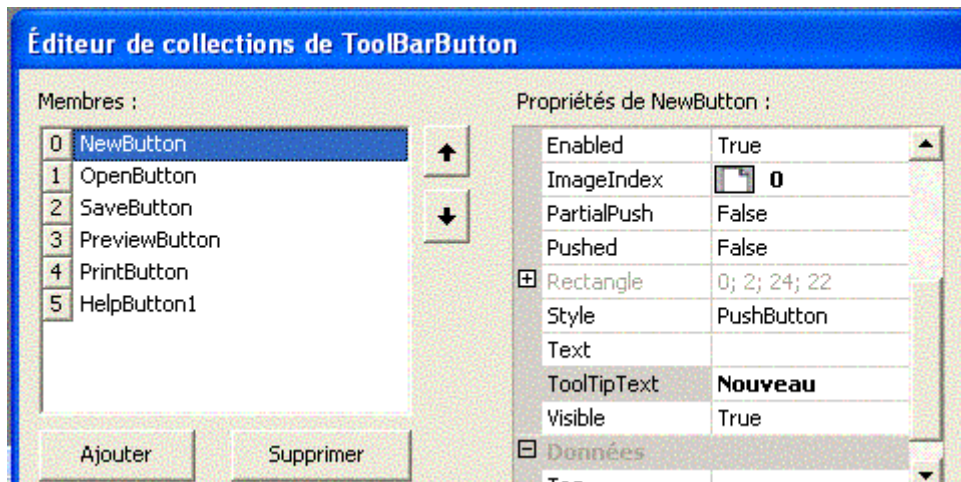 Éditeur de collections de ToolBarButton
Membres :
0 NewButton
1 OpenButton
2 SaveButton
3 PreviewButton
4 PrintButton
5 HelpButton1
Ajouter
Supprimer
Propriétés de NewButton :
Enabled True
ImageIndex 0
PartialPush False
Pushed False
Rectangle 0; 2; 24; 22
Style PushButton
Text
ToolTipText Nouveau
Visible True
Données